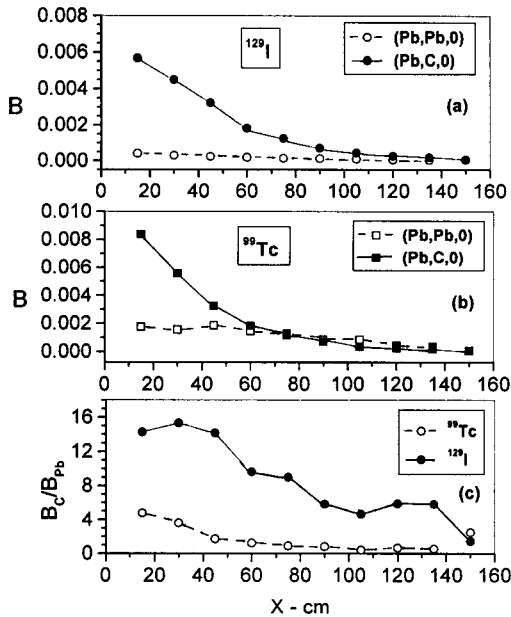 0.008
0.006
0.004
0.002
0.000
B
¹²⁹I
(Pb,Pb,0)
(Pb,C,0)
(a)
0 20 40 60 80 100 120 140 160
0.010
0.008
0.006
0.004
0.002
0.000
B
⁹⁹Tc
(Pb,Pb,0)
(Pb,C,0)
(b)
0 20 40 60 80 100 120 140 160
16
12
8
4
0
B_C/B_Pb
⁹⁹Tc
¹²⁹I
(c)
0 20 40 60 80 100 120 140 160
X - cm